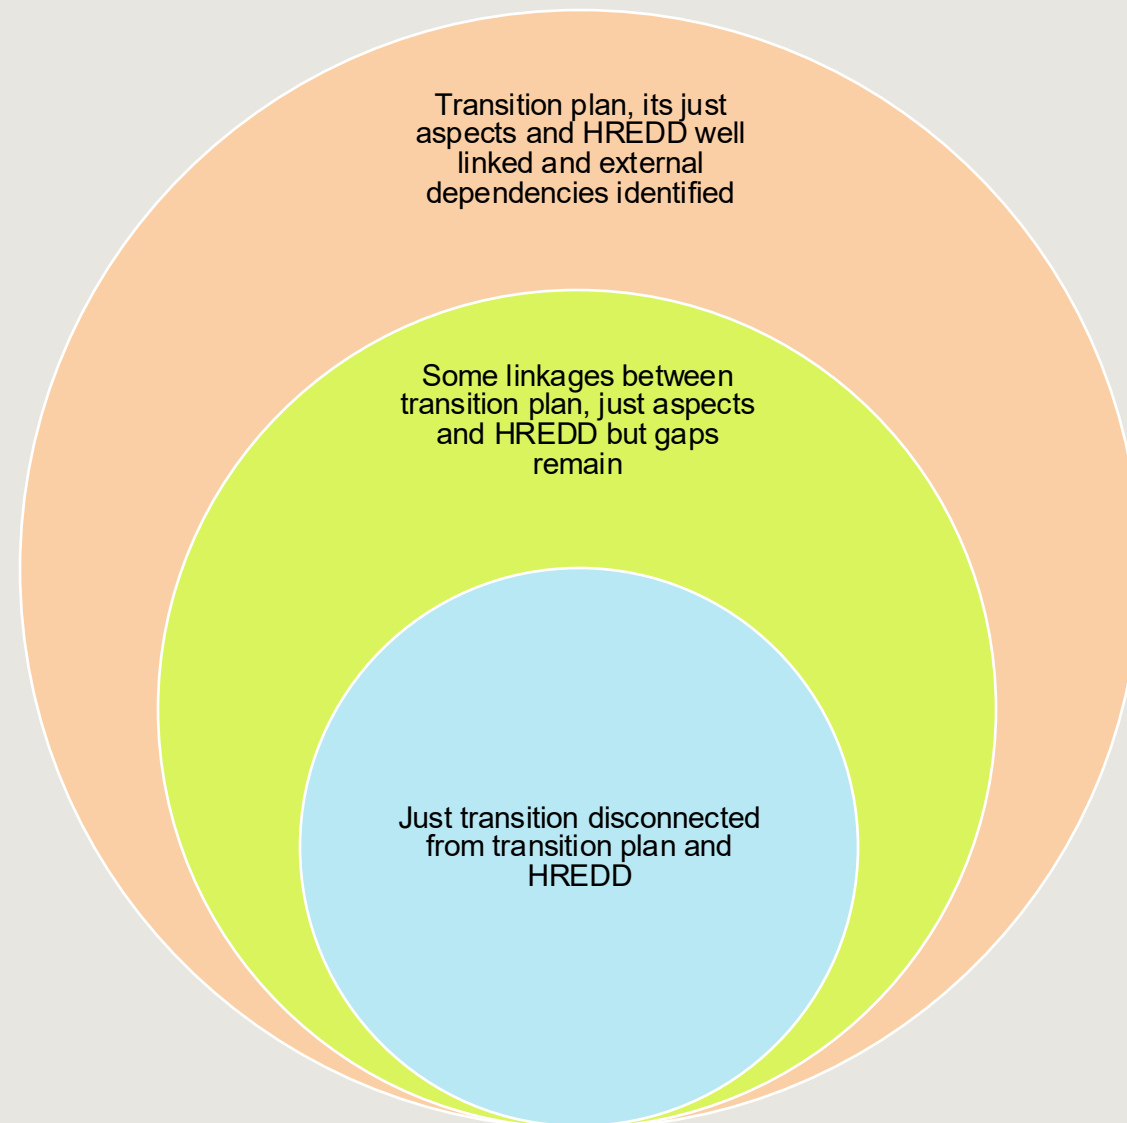 Transition plan, its just
aspects and HREDD well
linked and external
dependencies identified
Some linkages between
transition plan, just aspects
and HREDD but gaps
remain
Just transition disconnected
from transition plan and
HREDD